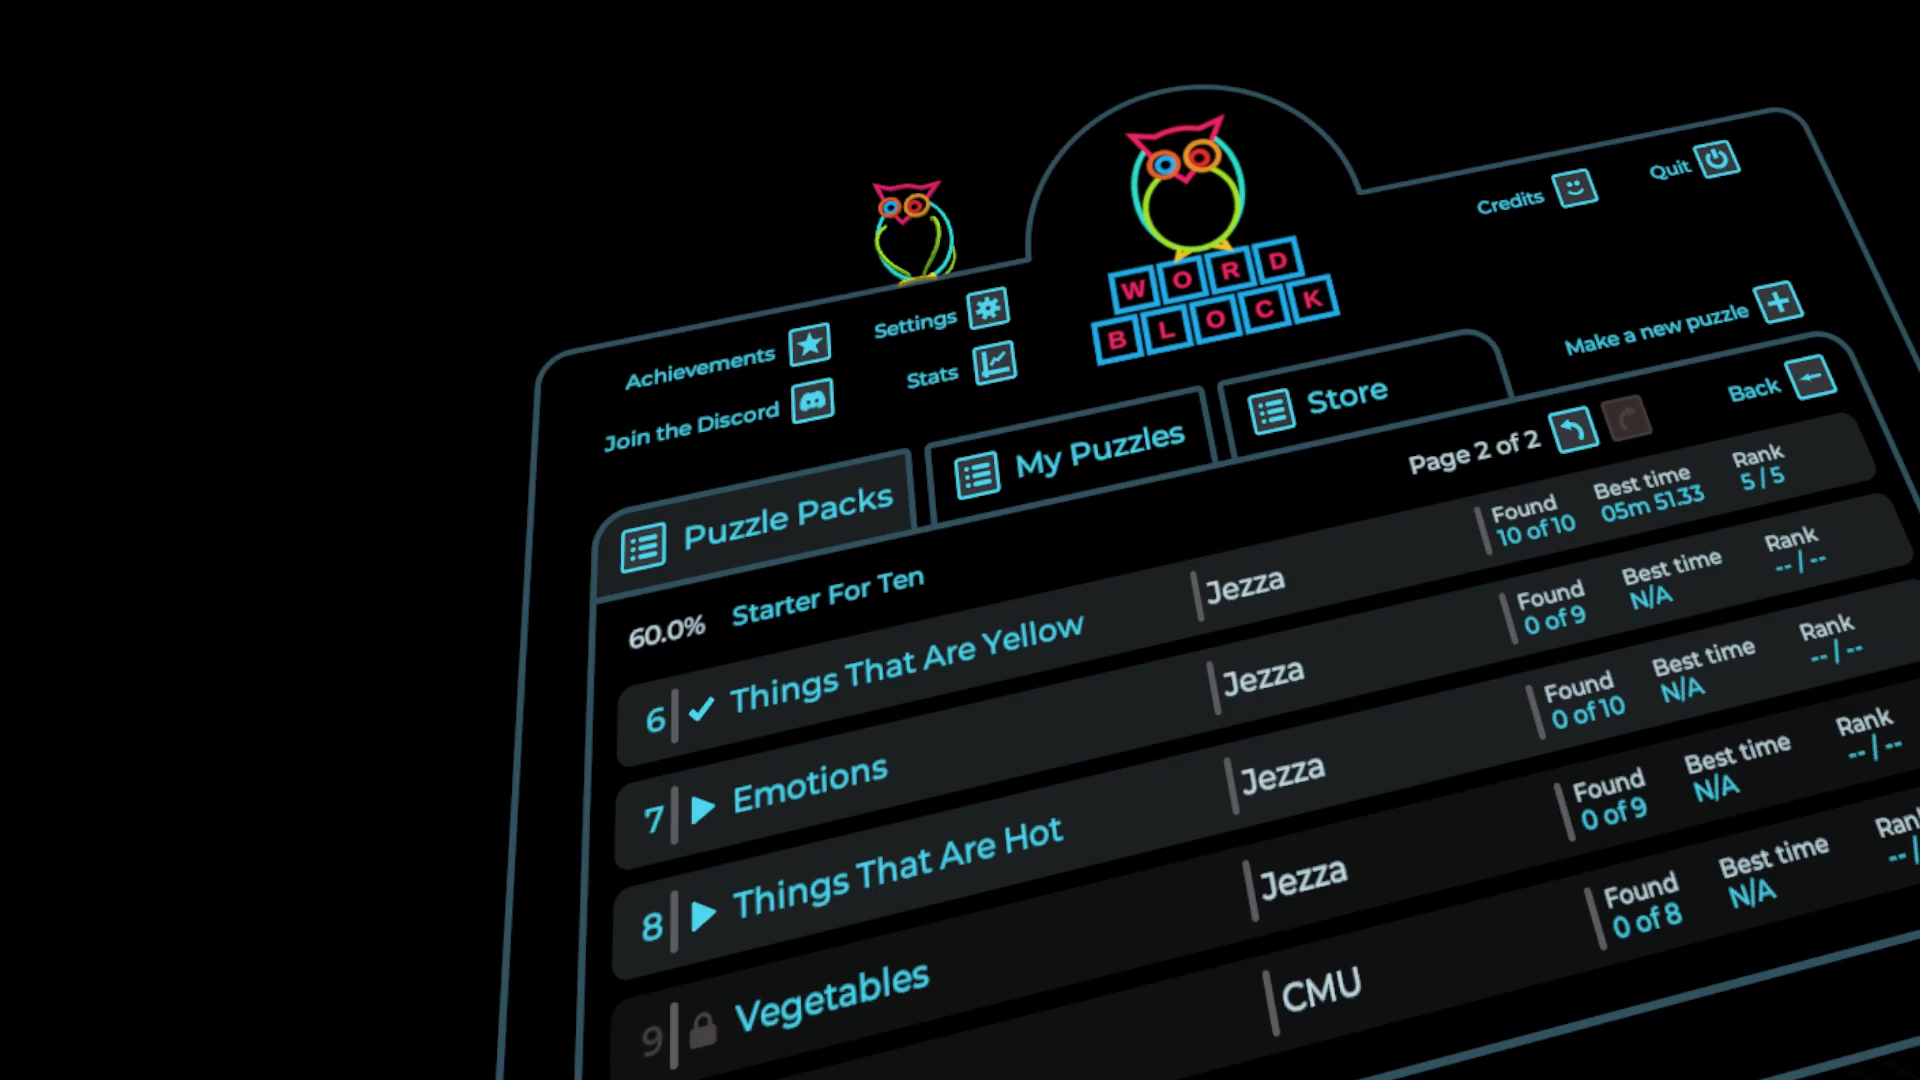 WORD
BLOCK
Credits
Quit
Achievements
Settings
Join the Discord
Stats
Make a new puzzle
Back
Puzzle Packs
My Puzzles
Store
Page 2 of 2
60.0% Starter For Ten
6 Things That Are Yellow Jezza Found 10 of 10 Best time 05m 51.33 Rank 5 / 5
7 Emotions Jezza Found 0 of 9 Best time N/A Rank -- / --
8 Things That Are Hot Jezza Found 0 of 10 Best time N/A Rank -- / --
9 Vegetables Jezza Found 0 of 9 Best time N/A Rank -- / --
CMU Found 0 of 8 Best time N/A